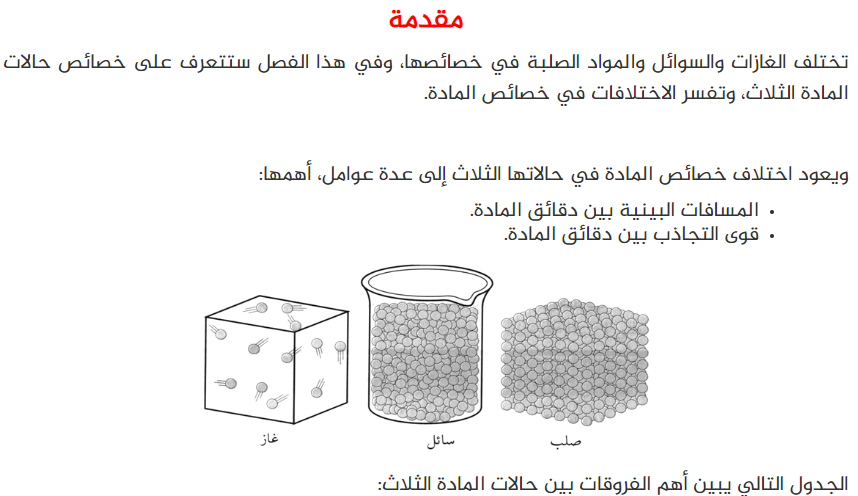 مقدمة
تختلف الغازات والسوائل والمواد الصلبة في خصائصها، وفي هذا الفصل ستتعرف على خصائص حالات
المادة الثلاث، وتفسر الاختلافات في خصائص المادة.
ويعود اختلاف خصائص المادة في حالاتها الثلاث إلى عدة عوامل، أهمها:
• المسافات البينية بين دقائق المادة.
• قوى التجاذب بين دقائق المادة.
صلب
سائل
غاز
الجدول التالي يبين أهم الفروقات بين حالات المادة الثلاث: